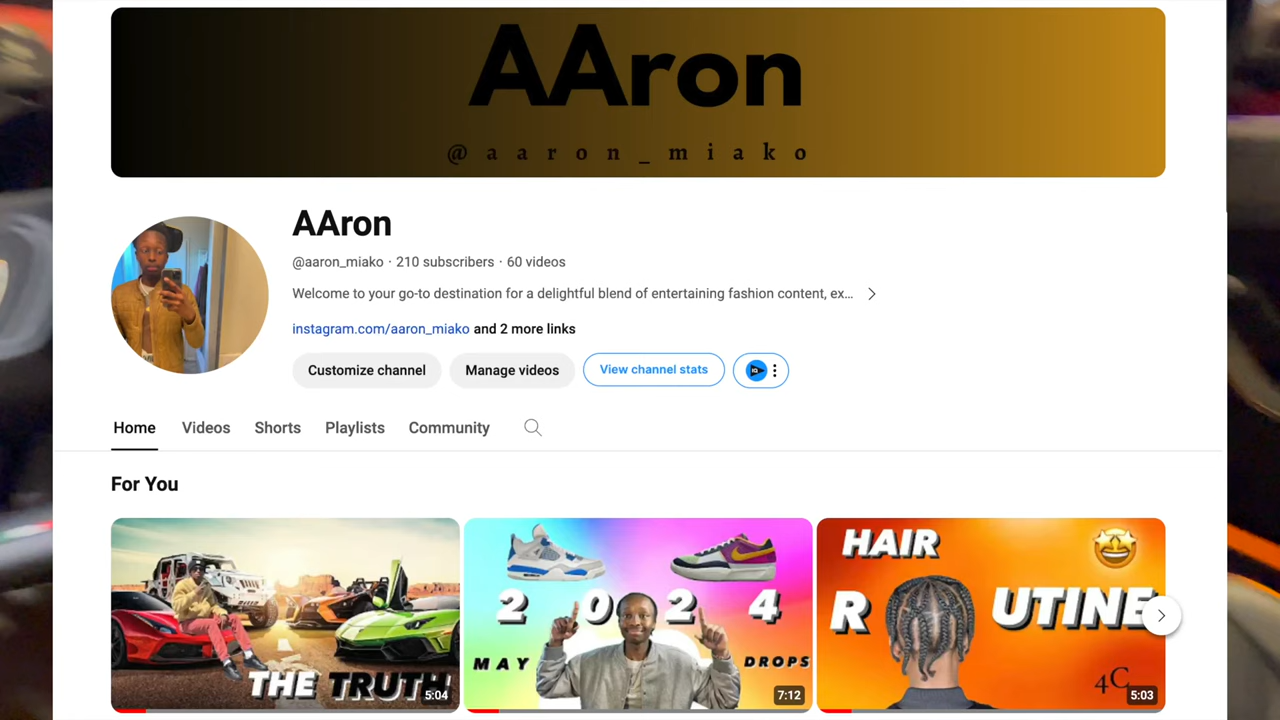 AAron
@aaron_miako
AAron
@aaron_miako · 210 subscribers · 60 videos
Welcome to your go-to destination for a delightful blend of entertaining fashion content, ex...
instagram.com/aaron_miako and 2 more links
Customize channel Manage videos View channel stats IQ
Home Videos Shorts Playlists Community
For You
THE TRUTH 5:04
2 0 2 4
MAY DROPS
7:12
HAIR
R UTINE
4C 5:03